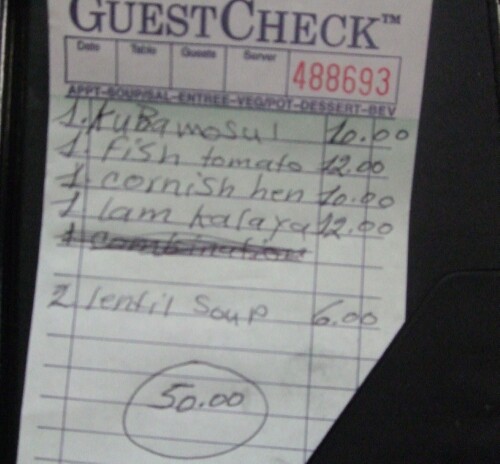 GUESTCHECK™
Date Table Guests Server 488693
APPT-SOUP/SAL-ENTREE-VEG/POT-DESSERT-BEV
1. KUBamosul 10.00
1. Fish tomato 12.00
1. cornish hen 10.00
1 lam kalaya 12.00
1 combination
2 lentil soup 6.00
50.00